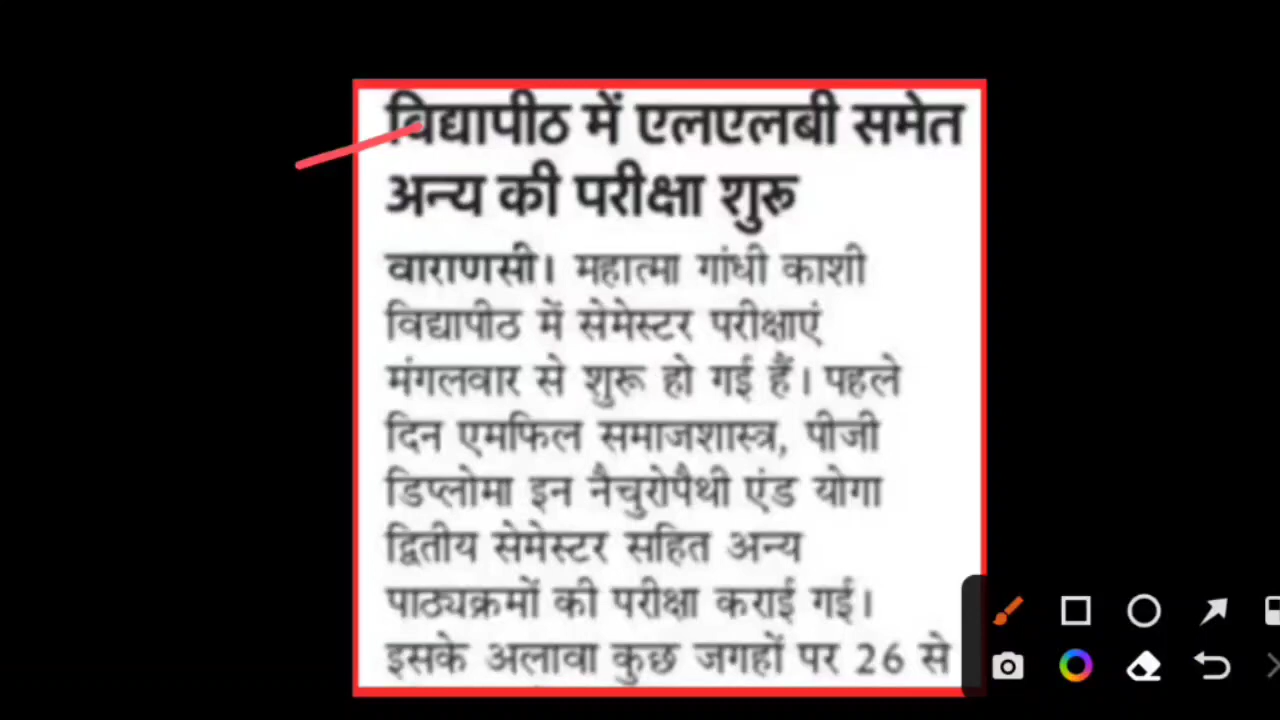 विद्यापीठ में एलएलबी समेत
अन्य की परीक्षा शुरू
वाराणसी। महात्मा गांधी काशी
विद्यापीठ में सेमेस्टर परीक्षाएं
मंगलवार से शुरू हो गई हैं। पहले
दिन एमफिल समाजशास्त्र, पीजी
डिप्लोमा इन नैचुरोपैथी एंड योगा
द्वितीय सेमेस्टर सहित अन्य
पाठ्यक्रमों की परीक्षा कराई गई।
इसके अलावा कुछ जगहों पर 26 से